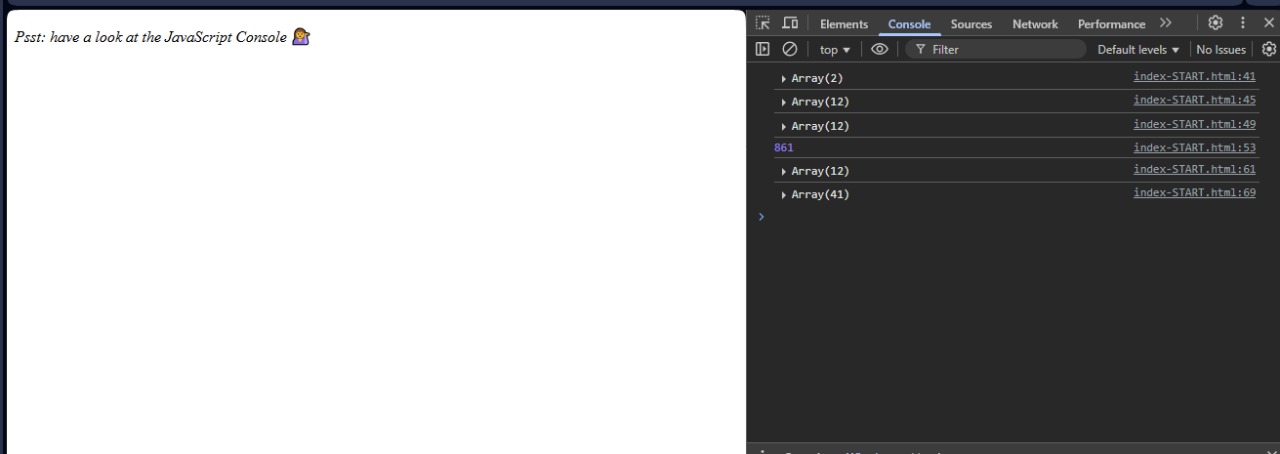 Psst: have a look at the JavaScript Console 💁
Elements Console Sources Network Performance
top Filter Default levels No Issues
Array(2) index-START.html:41
Array(12) index-START.html:45
Array(12) index-START.html:49
861 index-START.html:53
Array(12) index-START.html:61
Array(41) index-START.html:69